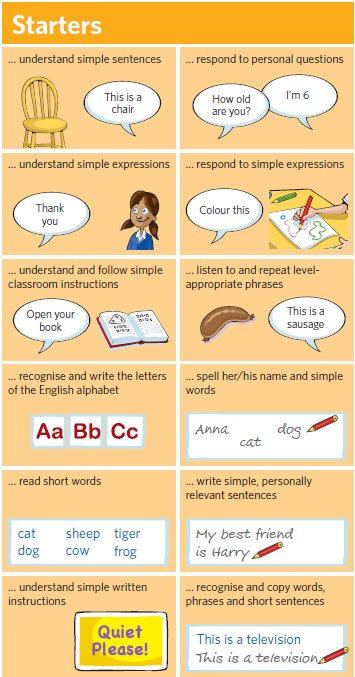 Starters
... understand simple sentences
This is a
chair
... respond to personal questions
How old
are you?
I'm 6
... understand simple expressions
Thank
you
... respond to simple expressions
Colour this
... understand and follow simple
classroom instructions
Open your
book
... listen to and repeat level-
appropriate phrases
This is a
sausage
... recognise and write the letters
of the English alphabet
Aa Bb Cc
... spell her/his name and simple
words
Anna dog
cat
... read short words
cat sheep tiger
dog cow frog
... write simple, personally
relevant sentences
My best friend
is Harry
... understand simple written
instructions
Quiet
Please!
... recognise and copy words,
phrases and short sentences
This is a television
This is a television